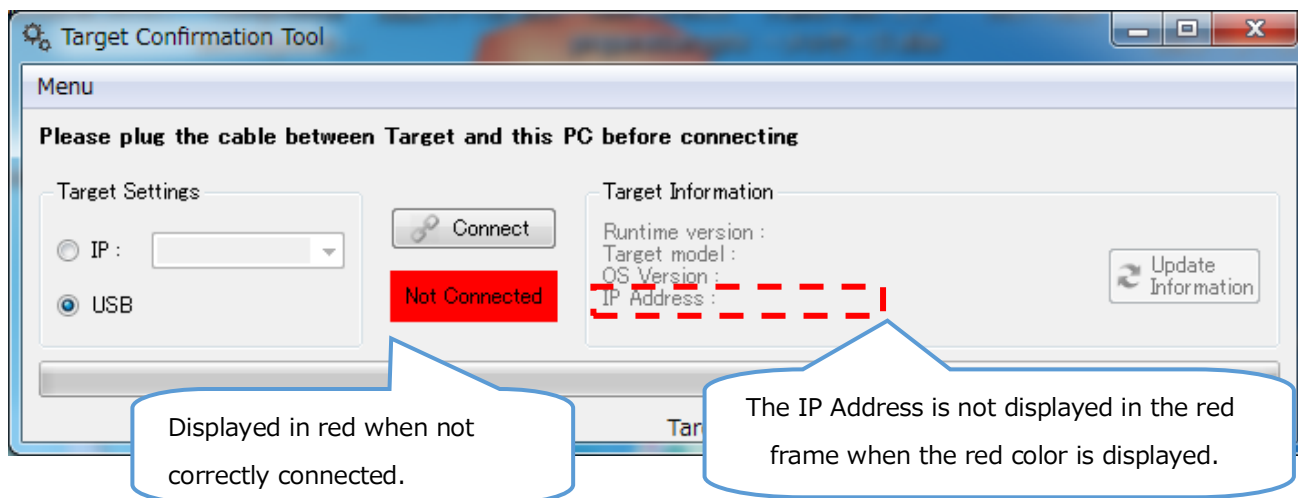 Target Confirmation Tool
Menu
Please plug the cable between Target and this PC before connecting
Target Settings
IP :
USB
Connect
Not Connected
Target Information
Runtime version :
Target model :
OS Version :
IP Address :
Update
Information
Displayed in red when not
correctly connected.
The IP Address is not displayed in the red
frame when the red color is displayed.
Tar